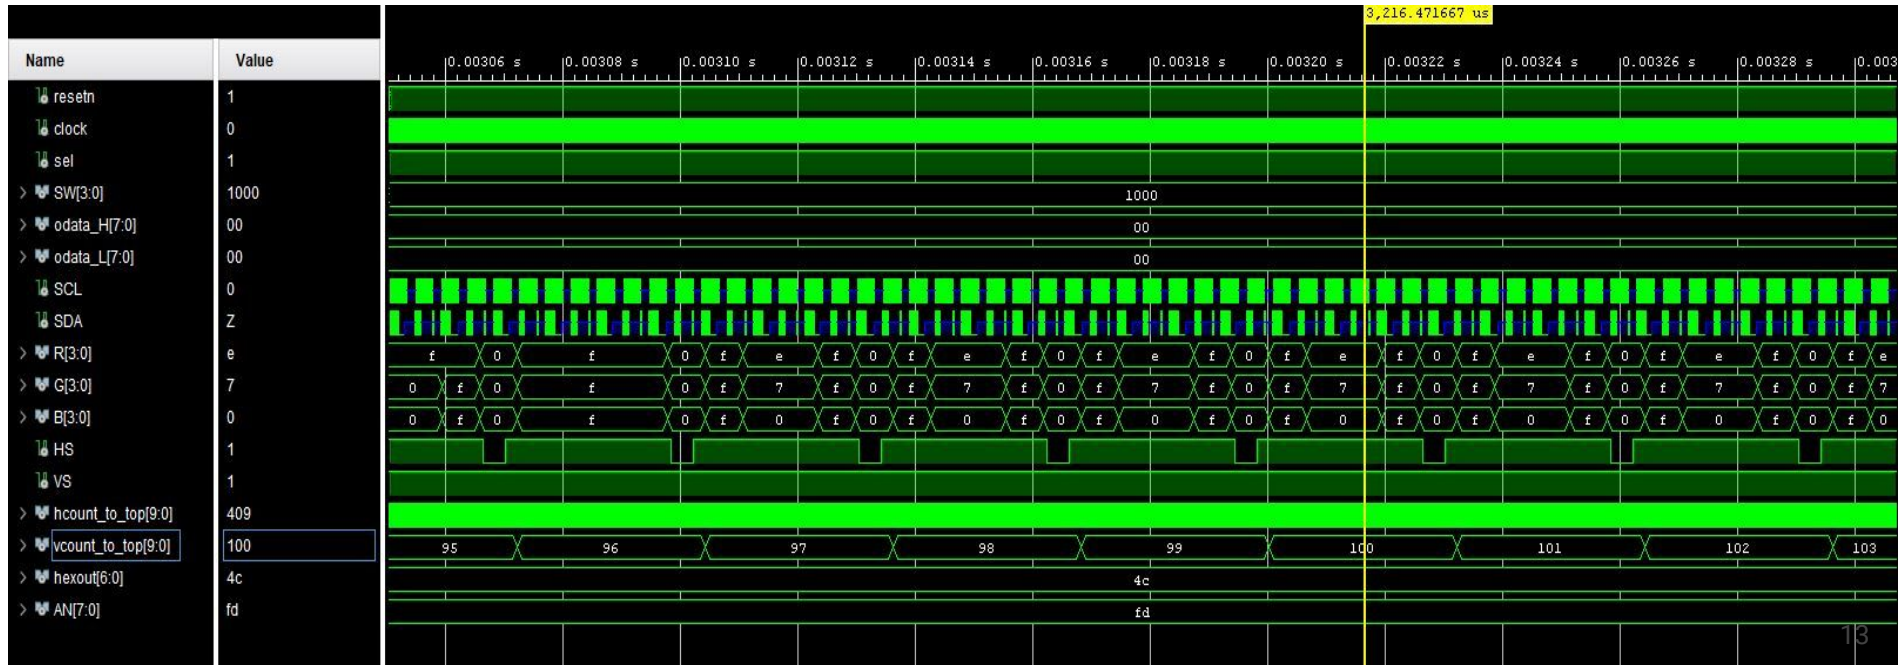 3,216.471667 us
Name Value 0.00306 s 0.00308 s 0.00310 s 0.00312 s 0.00314 s 0.00316 s 0.00318 s 0.00320 s 0.00322 s 0.00324 s 0.00326 s 0.00328 s 0.003
resetn 1
clock 0
sel 1
SW[3:0] 1000 1000
odata_H[7:0] 00 00
odata_L[7:0] 00 00
SCL 0
SDA Z
R[3:0] e f 0 f 0 f e f 0 f e f 0 f e f 0 f e f 0 f e f 0 f e f 0 f e
G[3:0] 7 0 f 0 f 0 f 7 f 0 f 7 f 0 f 7 f 0 f 7 f 0 f 7 f 0 f 7 f 0 f 7
B[3:0] 0 0 f 0 f 0 f 0 f 0 f 0 f 0 f 0 f 0 f 0 f 0 f 0 f 0 f 0 f 0 f 0
HS 1
VS 1
hcount_to_top[9:0] 409
vcount_to_top[9:0] 100 95 96 97 98 99 100 101 102 103
hexout[6:0] 4c 4c
AN[7:0] fd fd
13